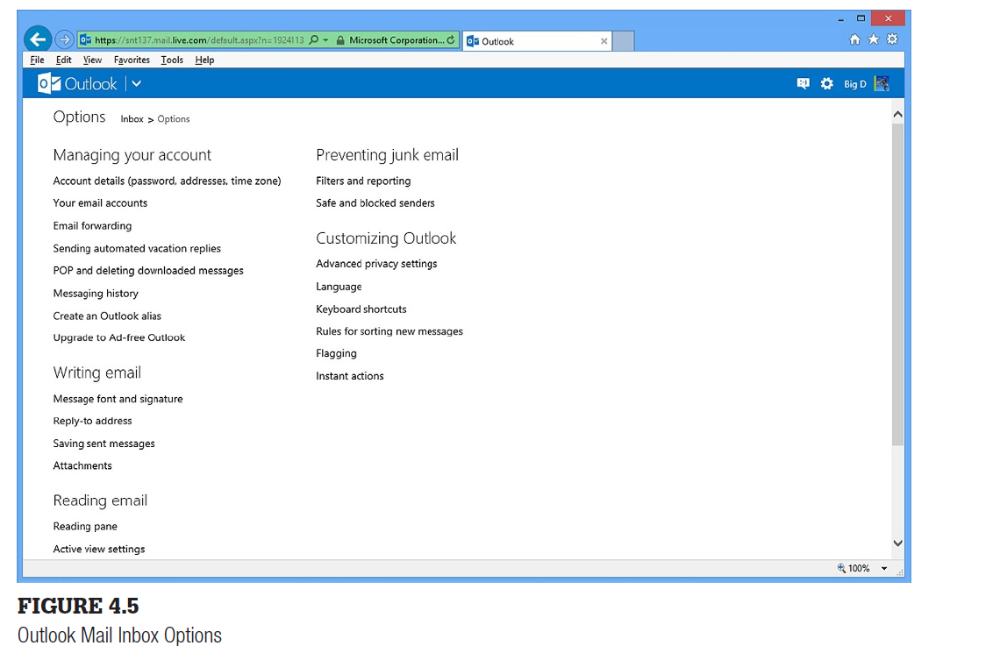 https://snt137.mail.live.com/default.aspx?n=1924113
Microsoft Corporation...
Outlook
File Edit View Favorites Tools Help
Outlook
Big D
Options Inbox > Options
Managing your account
Account details (password, addresses, time zone)
Your email accounts
Email forwarding
Sending automated vacation replies
POP and deleting downloaded messages
Messaging history
Create an Outlook alias
Upgrade to Ad-free Outlook
Writing email
Message font and signature
Reply-to address
Saving sent messages
Attachments
Reading email
Reading pane
Active view settings
Preventing junk email
Filters and reporting
Safe and blocked senders
Customizing Outlook
Advanced privacy settings
Language
Keyboard shortcuts
Rules for sorting new messages
Flagging
Instant actions
100%
FIGURE 4.5
Outlook Mail Inbox Options